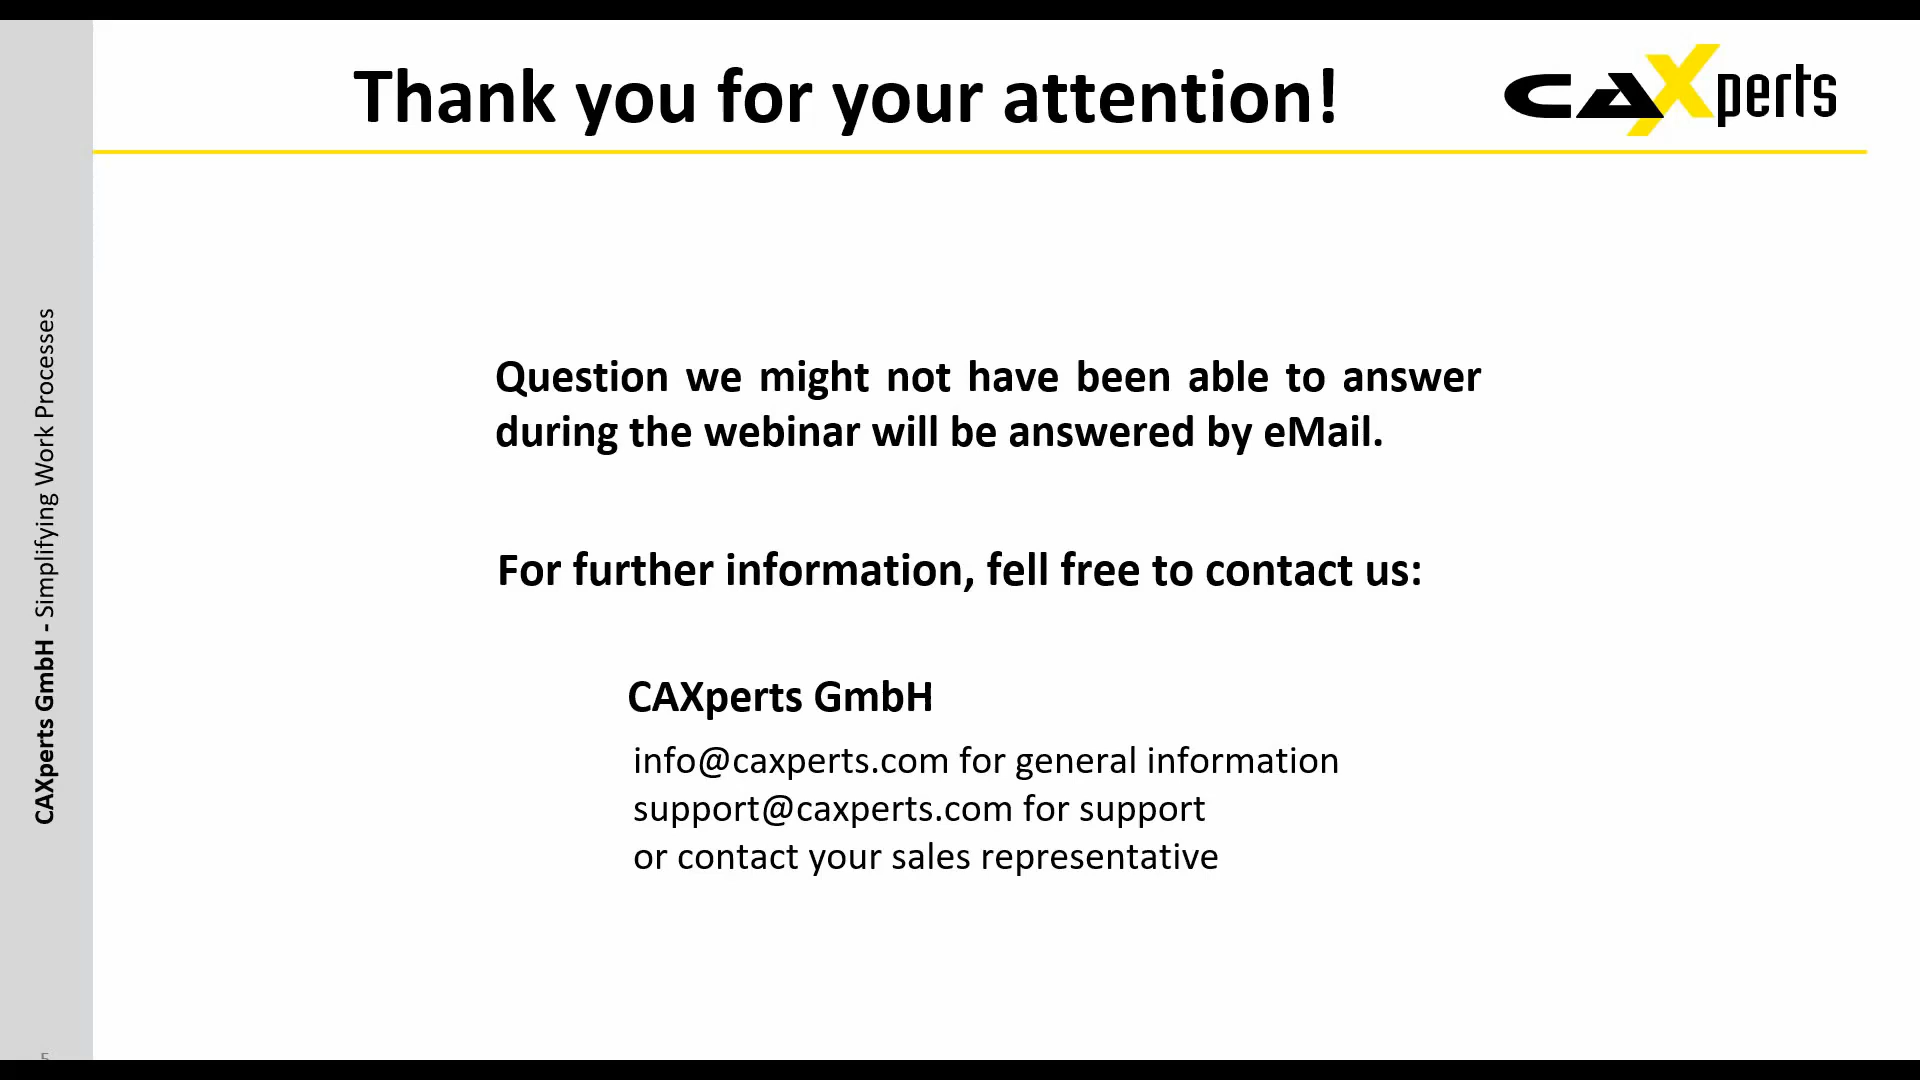 Thank you for your attention!
CAXperts
Question we might not have been able to answer
during the webinar will be answered by eMail.
For further information, fell free to contact us:
CAXperts GmbH
info@caxperts.com for general information
support@caxperts.com for support
or contact your sales representative
CAXperts GmbH - Simplifying Work Processes